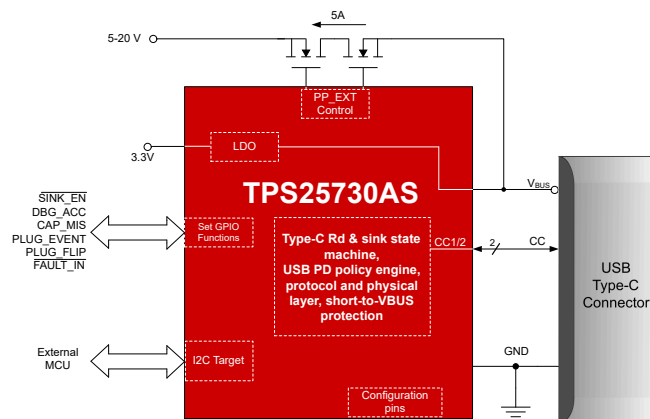 5A
5-20 V
PP_EXT
Control
LDO
3.3V
TPS25730AS
VBUS
SINK_EN
DBG_ACC
CAP_MIS
PLUG_EVENT
PLUG_FLIP
FAULT_IN
Set GPIO
Functions
Type-C Rd & sink state
machine,
USB PD policy engine,
protocol and physical
layer, short-to-VBUS
protection
CC1/2
2
CC
USB
Type-C
Connector
External
MCU
I2C Target
GND
Configuration
pins